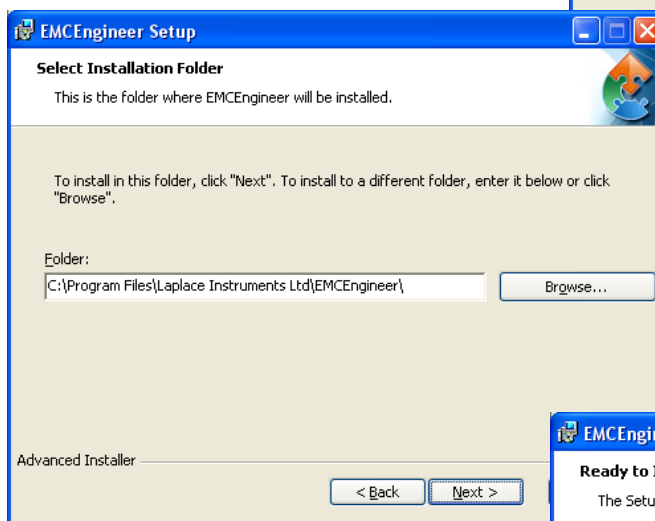 EMCEngineer Setup
Select Installation Folder
This is the folder where EMCEngineer will be installed.
To install in this folder, click "Next". To install to a different folder, enter it below or click
"Browse".
Folder:
C:\Program Files\Laplace Instruments Ltd\EMCEngineer\
Browse...
Advanced Installer
< Back
Next >
EMCEngi
Ready to
The Setu